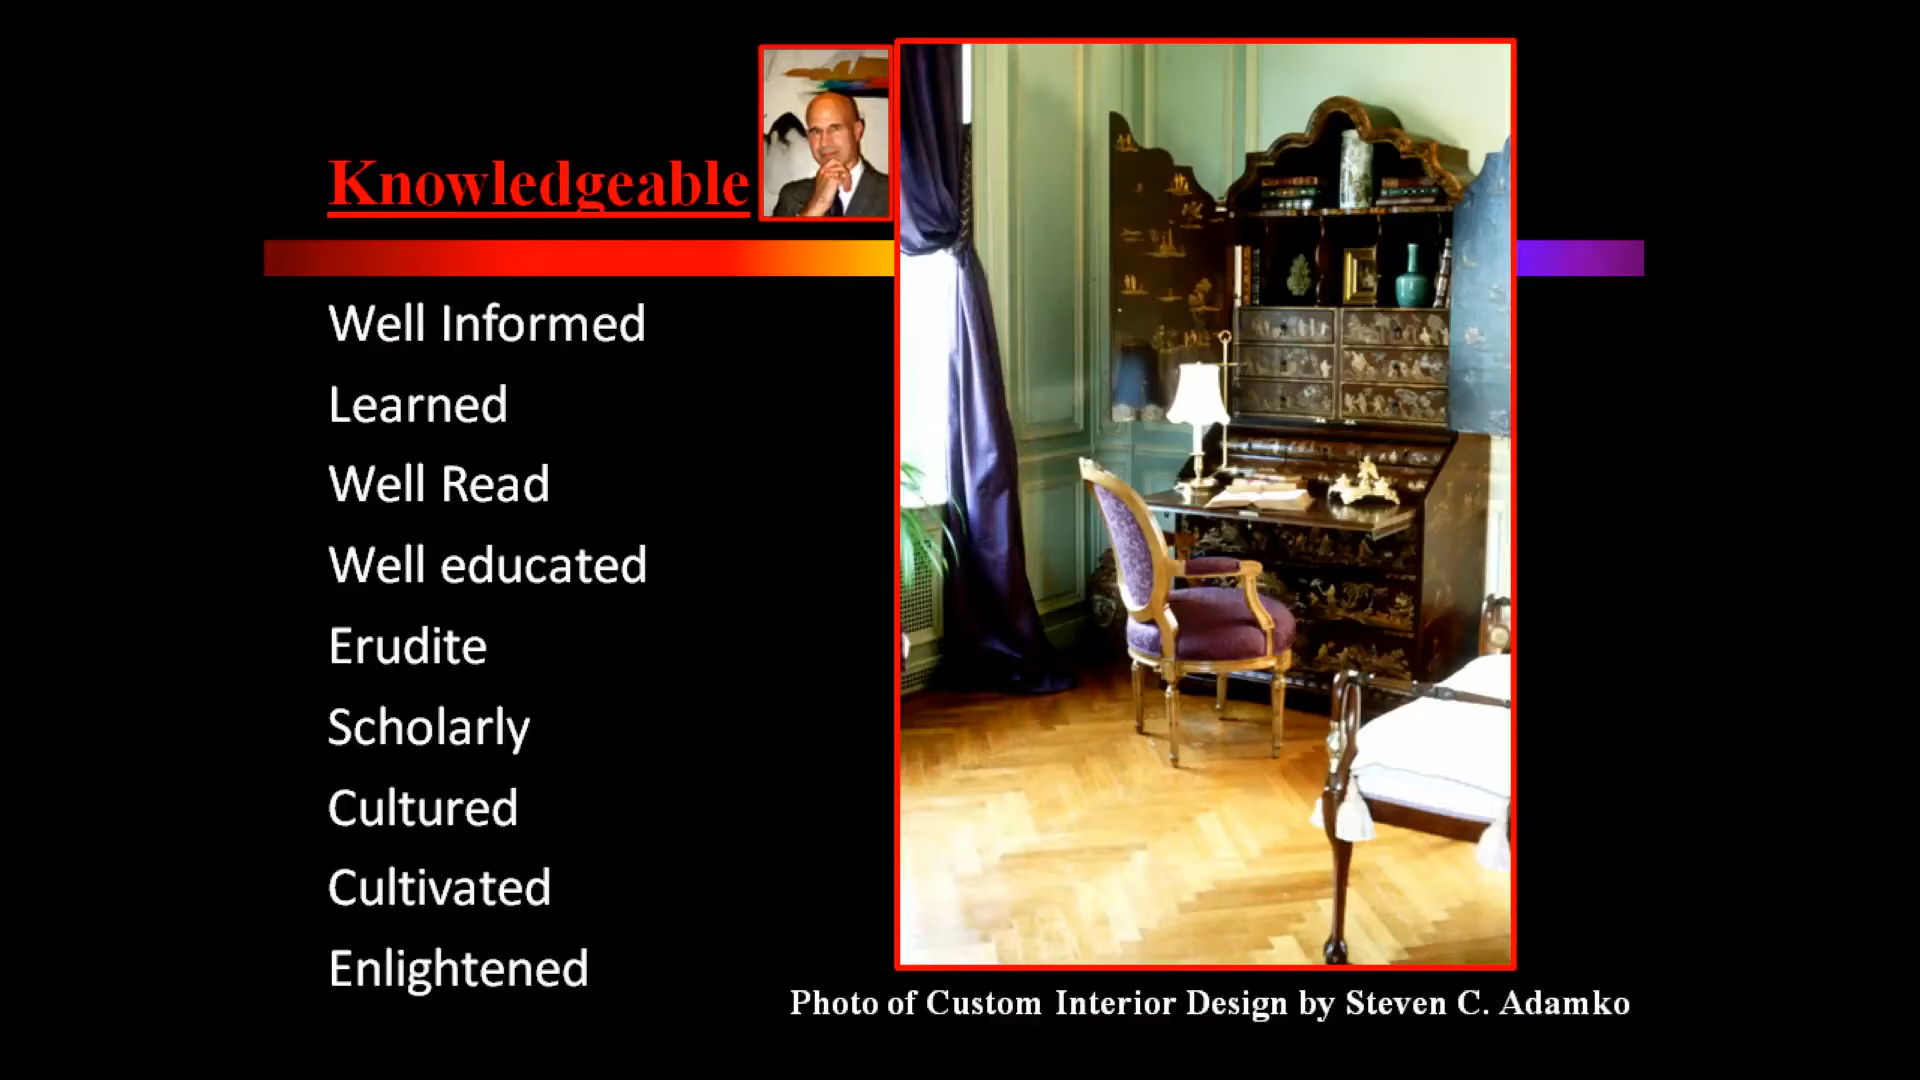 Knowledgeable
Well Informed
Learned
Well Read
Well educated
Erudite
Scholarly
Cultured
Cultivated
Enlightened
Photo of Custom Interior Design by Steven C. Adamko